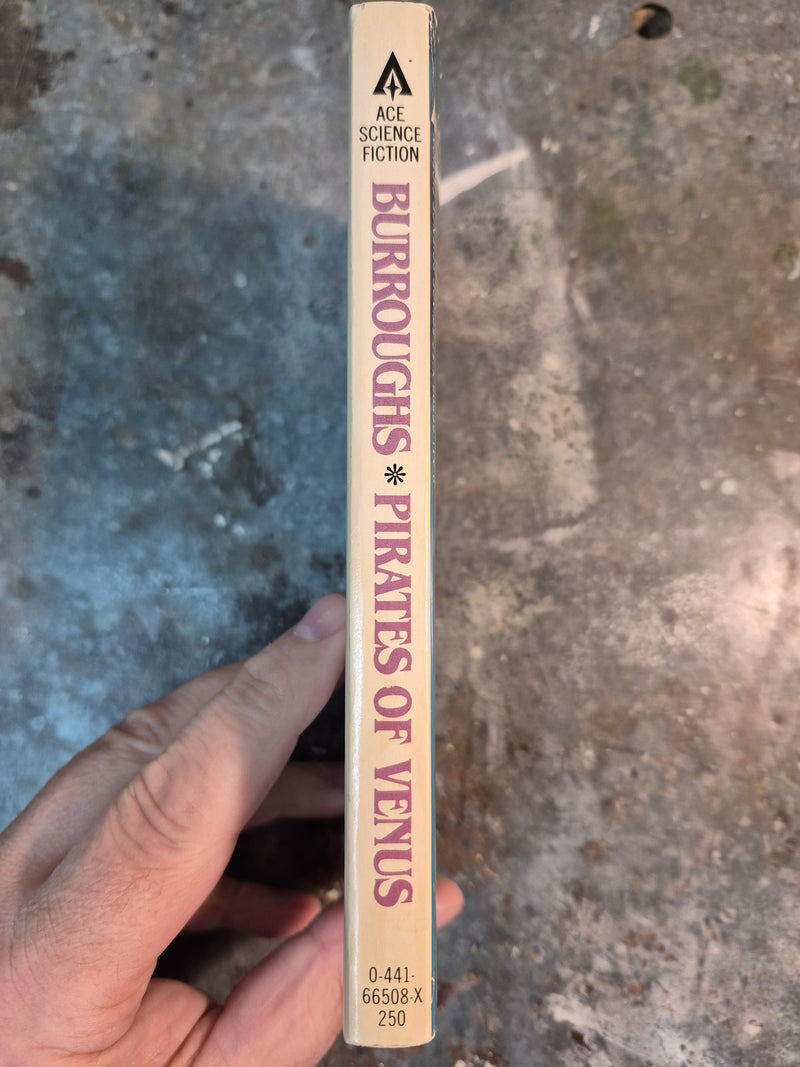 ACE
SCIENCE
FICTION
BURROUGHS * PIRATES OF VENUS
0-441-
66508-X
250